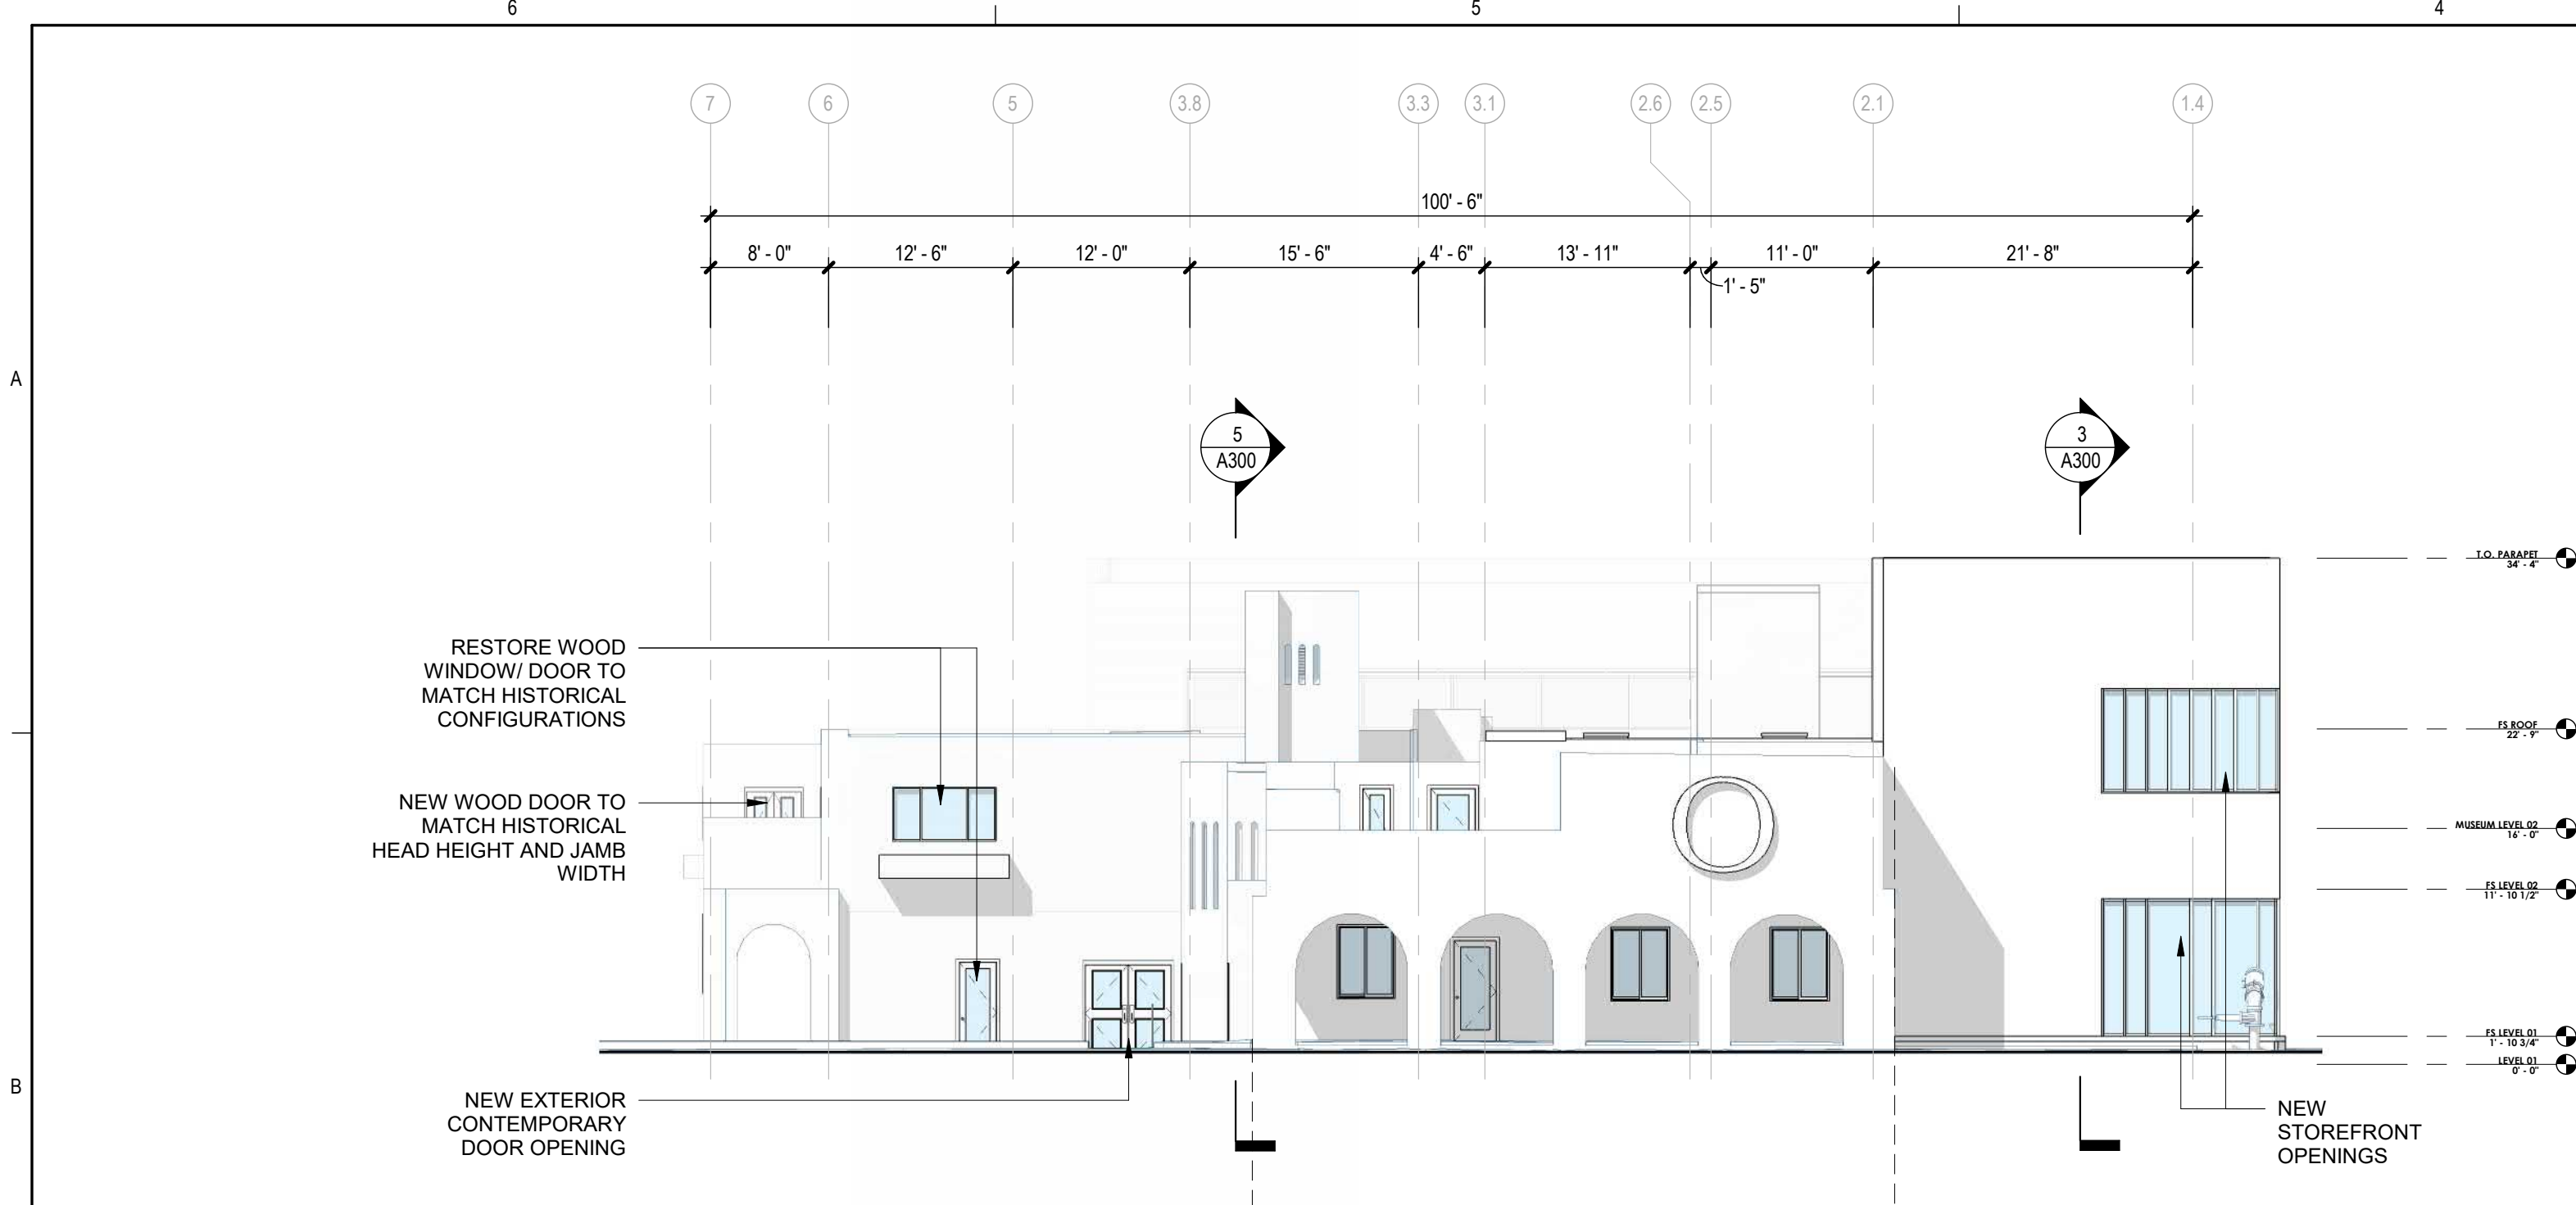 6
5
4
7
6
5
3.8
3.3
3.1
2.6
2.5
2.1
1.4
100' - 6"
8' - 0"
12' - 6"
12' - 0"
15' - 6"
4' - 6"
13' - 11"
11' - 0"
21' - 8"
1' - 5"
A
5
A300
3
A300
T.O. PARAPET
34' - 4"
RESTORE WOOD
WINDOW/ DOOR TO
MATCH HISTORICAL
CONFIGURATIONS
FS ROOF
22' - 9"
NEW WOOD DOOR TO
MATCH HISTORICAL
HEAD HEIGHT AND JAMB
WIDTH
MUSEUM LEVEL 02
16' - 0"
FS LEVEL 02
11' - 10 1/2"
FS LEVEL 01
1' - 10 3/4"
LEVEL 01
0' - 0"
B
NEW EXTERIOR
CONTEMPORARY
DOOR OPENING
NEW
STOREFRONT
OPENINGS